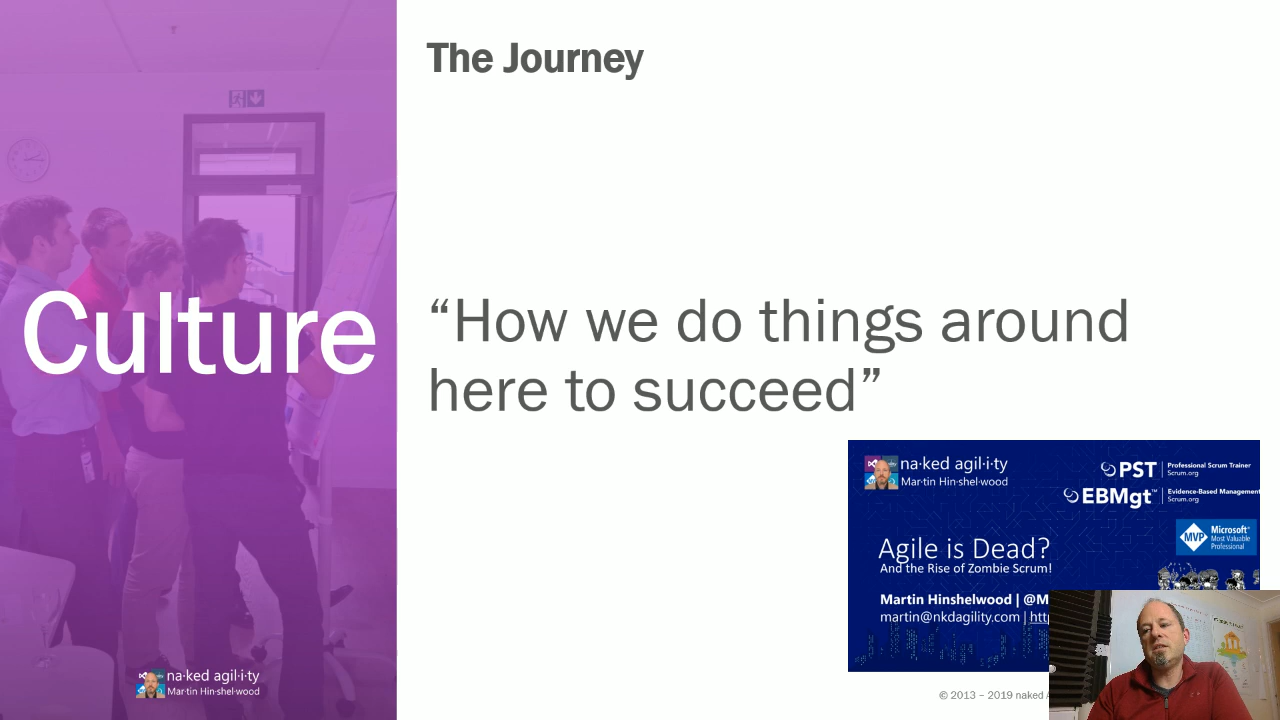 The Journey
Culture
“How we do things around
here to succeed”
na·ked agil·i·ty
Mar·tin Hin·shel·wood
PST
Professional Scrum Trainer
Scrum.org
EBMgt™
Evidence-Based Management
Scrum.org
MVP
Microsoft®
Most Valuable
Professional
Agile is Dead?
And the Rise of Zombie Scrum!
Martin Hinshelwood | @M
martin@nkdagility.com | http
na·ked agil·i·ty
Mar·tin Hin·shel·wood
© 2013 – 2019 naked